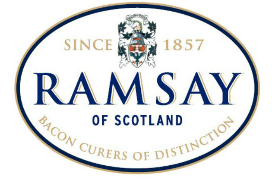 SINCE 1857
RAMSAY
OF SCOTLAND
BACON CURERS OF DISTINCTION